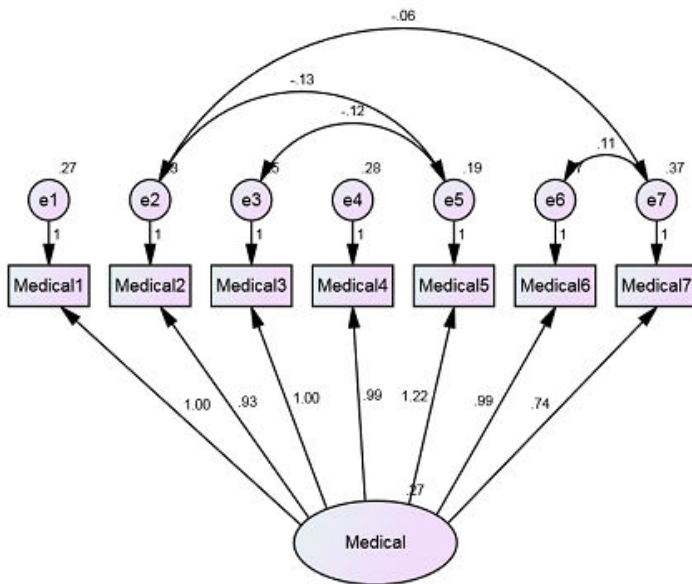 -.06
-.13
-.12
.27
.28
.19
.11
.37
e1
e2
e3
e4
e5
e6
e7
1
1
1
1
1
1
1
Medical1
Medical2
Medical3
Medical4
Medical5
Medical6
Medical7
1.00
.93
1.00
.99
1.22
.99
.74
.27
Medical